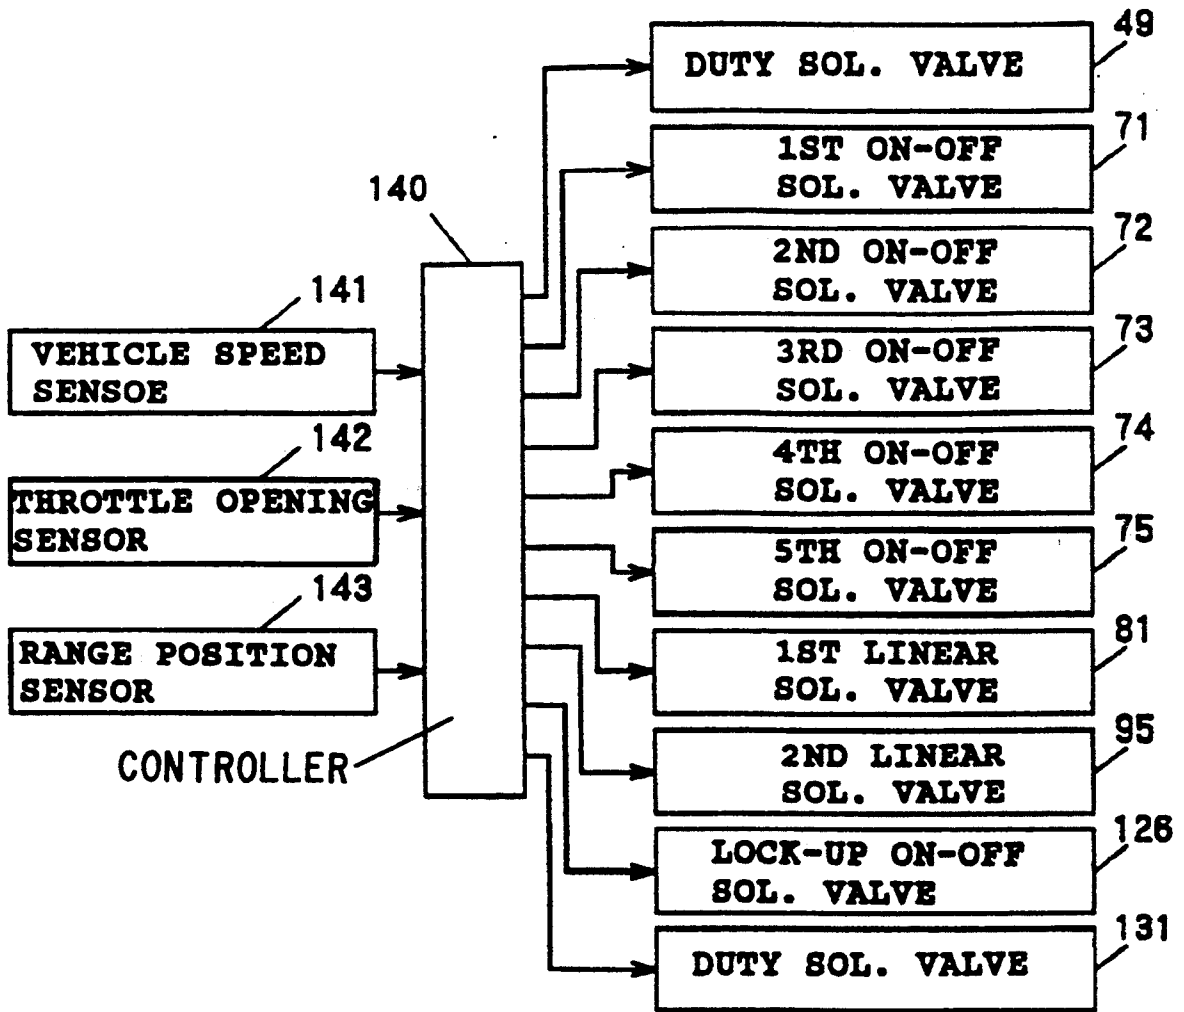 140
141
VEHICLE SPEED
SENSOE
142
THROTTLE OPENING
SENSOR
143
RANGE POSITION
SENSOR
CONTROLLER
49
DUTY SOL. VALVE
71
1ST ON-OFF
SOL. VALVE
72
2ND ON-OFF
SOL. VALVE
73
3RD ON-OFF
SOL. VALVE
74
4TH ON-OFF
SOL. VALVE
75
5TH ON-OFF
SOL. VALVE
81
1ST LINEAR
SOL. VALVE
95
2ND LINEAR
SOL. VALVE
126
LOCK-UP ON-OFF
SOL. VALVE
131
DUTY SOL. VALVE